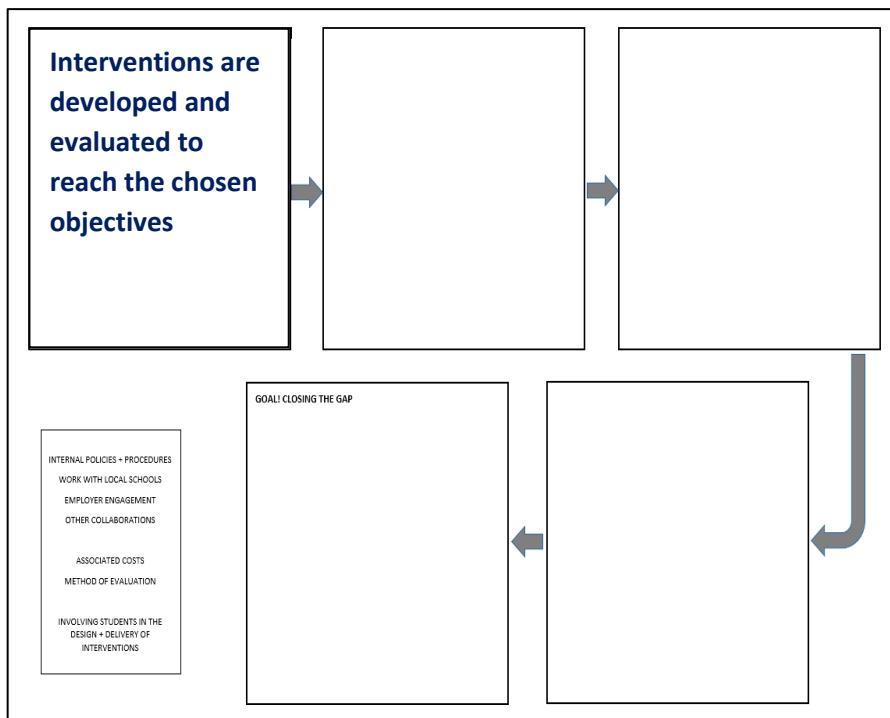 Interventions are
developed and
evaluated to
reach the chosen
objectives
GOAL! CLOSING THE GAP
INTERNAL POLICIES + PROCEDURES
WORK WITH LOCAL SCHOOLS
EMPLOYER ENGAGEMENT
OTHER COLLABORATIONS
ASSOCIATED COSTS
METHOD OF EVALUATION
INVOLVING STUDENTS IN THE
DESIGN + DELIVERY OF
INTERVENTIONS